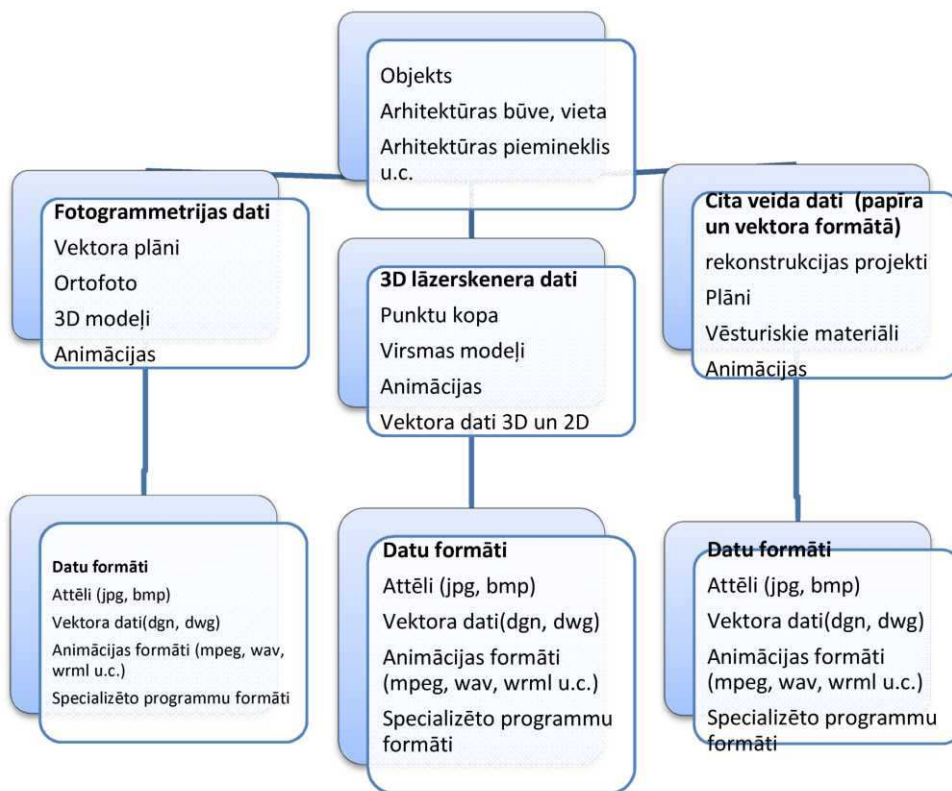 Objekts
Arhitektūras būve, vieta
Arhitektūras piemineklis
u.c.
Fotogrammetrijas dati
Vektora plāni
Ortofoto
3D modeļi
Animācijas
3D lāzerskenera dati
Punktu kopa
Virsmas modeļi
Animācijas
Vektora dati 3D un 2D
Cita veida dati (papīra
un vektora formātā)
rekonstrukcijas projekti
Plāni
Vēsturiskie materiāli
Animācijas
Datu formāti
Attēli (jpg, bmp)
Vektora dati(dgn, dwg)
Animācijas formāti (mpeg, wav,
wrml u.c.)
Specializēto programmu formāti
Datu formāti
Attēli (jpg, bmp)
Vektora dati(dgn, dwg)
Animācijas formāti
(mpeg, wav, wrml u.c.)
Specializēto programmu
formāti
Datu formāti
Attēli (jpg, bmp)
Vektora dati(dgn, dwg)
Animācijas formāti
(mpeg, wav, wrml u.c.)
Specializēto programmu
formāti